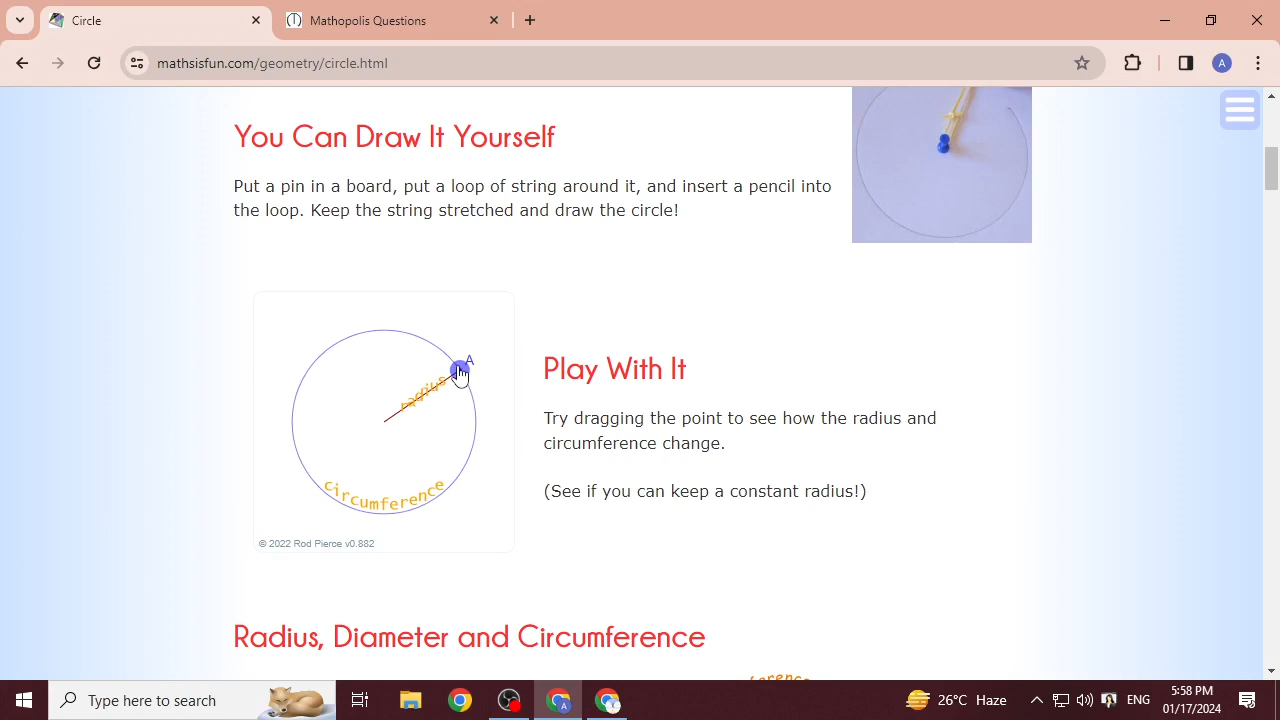 Circle
Mathopolis Questions
mathsisfun.com/geometry/circle.html
A
You Can Draw It Yourself
Put a pin in a board, put a loop of string around it, and insert a pencil into
the loop. Keep the string stretched and draw the circle!
A
radius
circumference
© 2022 Rod Pierce v0.882
Play With It
Try dragging the point to see how the radius and
circumference change.
(See if you can keep a constant radius!)
Radius, Diameter and Circumference
Type here to search
A
26°C Haze
ENG
5:58 PM
01/17/2024